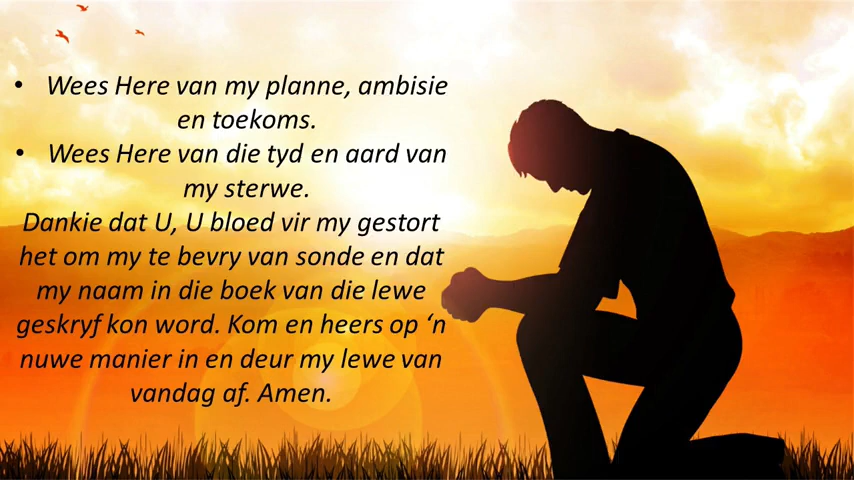 • Wees Here van my planne, ambisie
en toekoms.
• Wees Here van die tyd en aard van
my sterwe.
Dankie dat U, U bloed vir my gestort
het om my te bevry van sonde en dat
my naam in die boek van die lewe
geskryf kon word. Kom en heers op ‘n
nuwe manier in en deur my lewe van
vandag af. Amen.